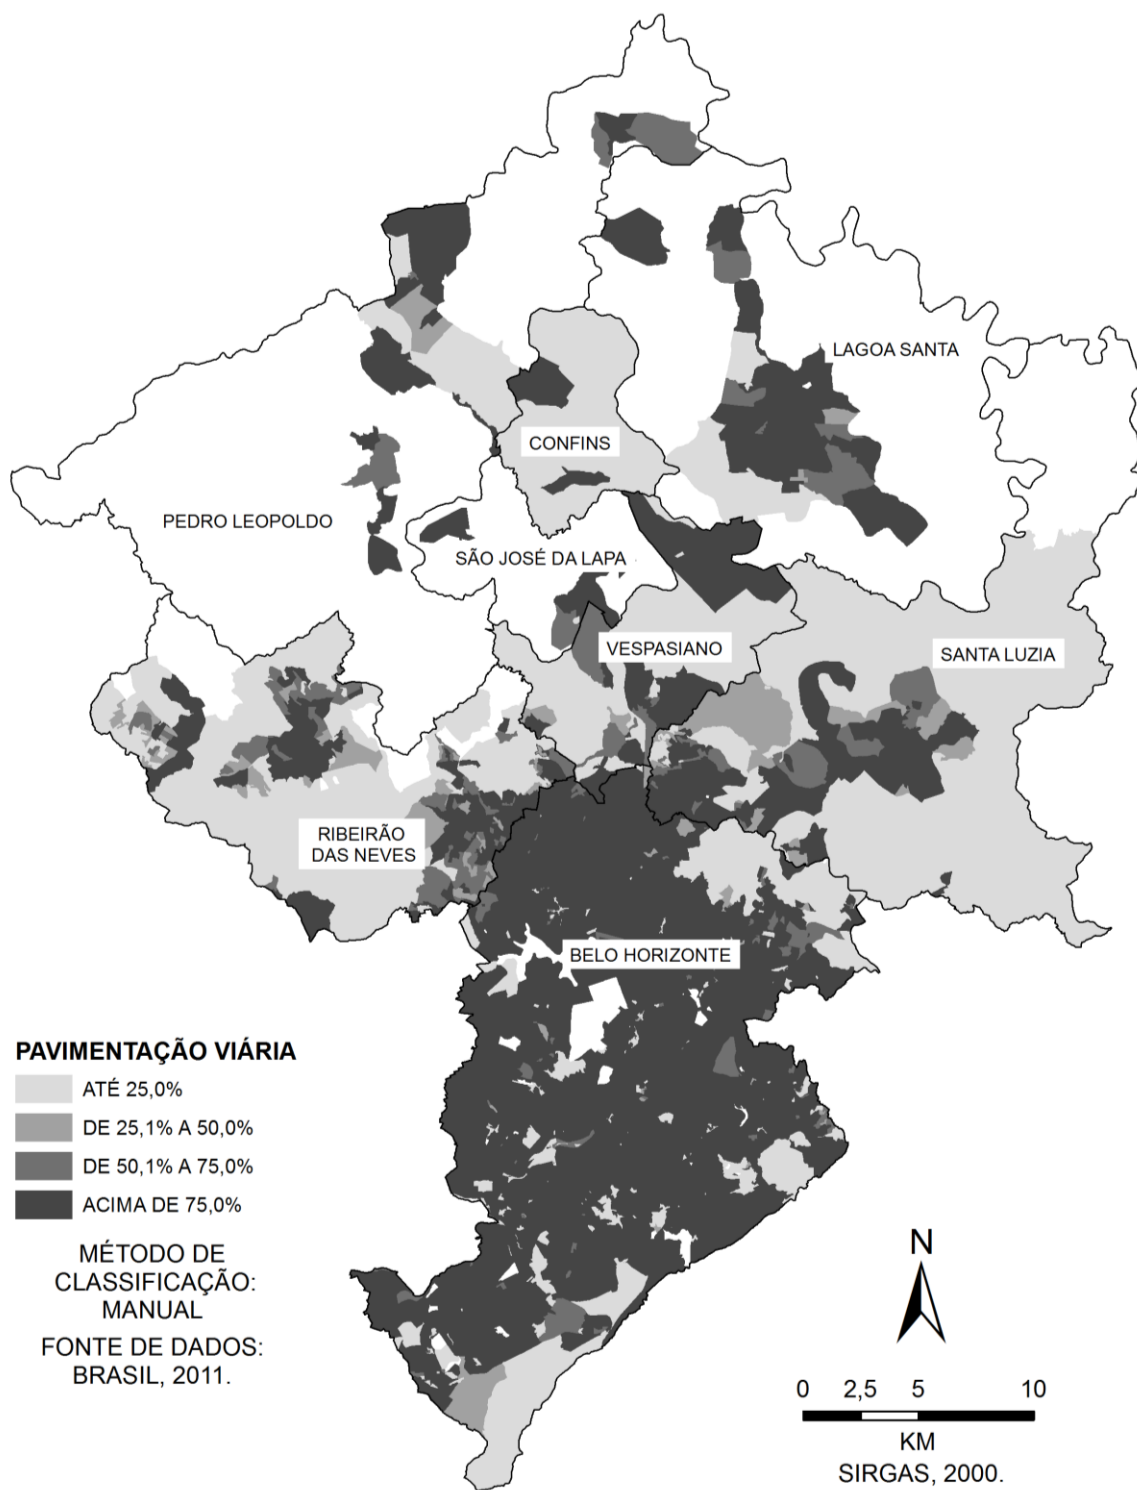 LAGOA SANTA
CONFINS
PEDRO LEOPOLDO
SÃO JOSÉ DA LAPA
VESPASIANO
SANTA LUZIA
RIBEIRÃO
DAS NEVES
BELO HORIZONTE
PAVIMENTAÇÃO VIÁRIA
ATÉ 25,0%
DE 25,1% A 50,0%
DE 50,1% A 75,0%
ACIMA DE 75,0%
MÉTODO DE
CLASSIFICAÇÃO:
MANUAL
FONTE DE DADOS:
BRASIL, 2011.
N
0 2,5 5 10
KM
SIRGAS, 2000.